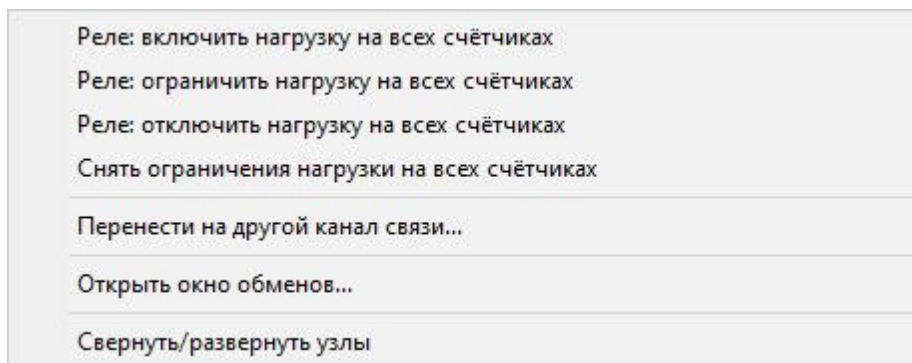 Реле: включить нагрузку на всех счётчиках
Реле: ограничить нагрузку на всех счётчиках
Реле: отключить нагрузку на всех счётчиках
Снять ограничения нагрузки на всех счётчиках
Перенести на другой канал связи...
Открыть окно обменов...
Свернуть/развернуть узлы